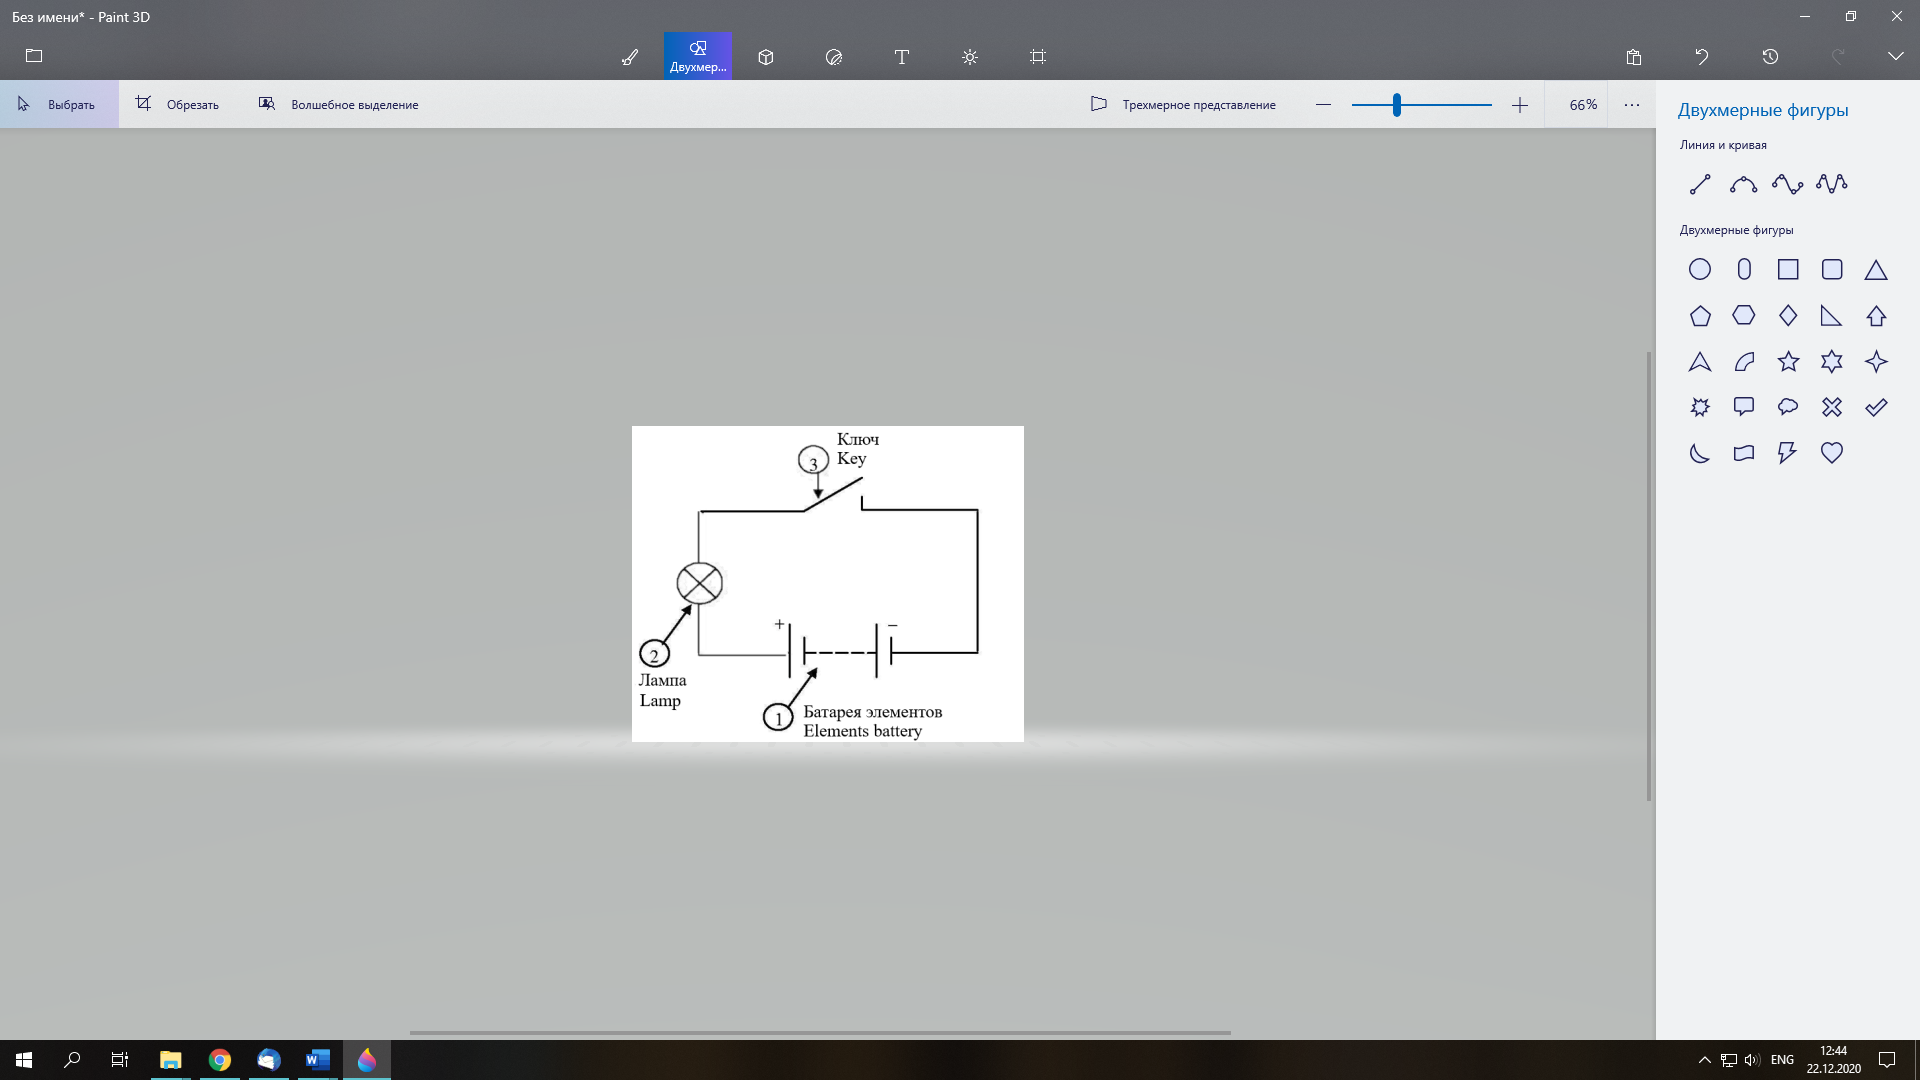 Без имени* - Paint 3D
Двухмер...
Выбрать
Обрезать
Волшебное выделение
Трехмерное представление
66%
Двухмерные фигуры
Линия и кривая
Двухмерные фигуры
3
Ключ
Key
+
–
2
Лампа
Lamp
1
Батарея элементов
Elements battery
ENG
12:44
22.12.2020